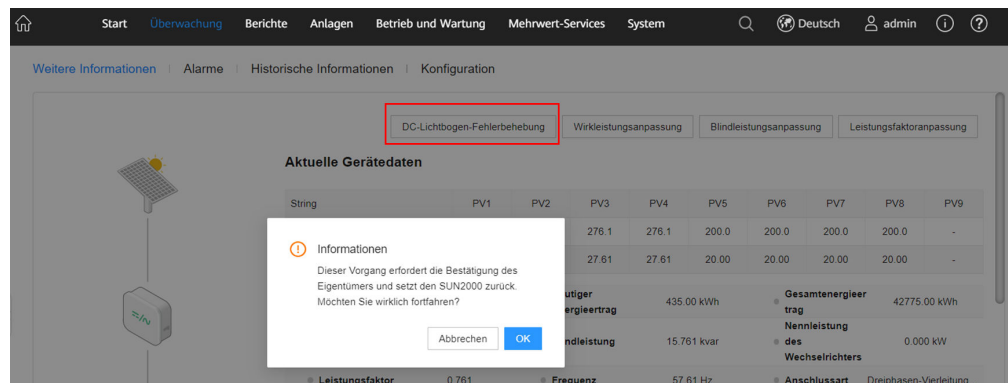 Start Überwachung Berichte Anlagen Betrieb und Wartung Mehrwert-Services System Deutsch admin
Weitere Informationen Alarme Historische Informationen Konfiguration
DC-Lichtbogen-Fehlerbehebung Wirkleistungsanpassung Blindleistungsanpassung Leistungsfaktoranpassung
Aktuelle Gerätedaten
String PV1 PV2 PV3 PV4 PV5 PV6 PV7 PV8 PV9
276.1 276.1 200.0 200.0 200.0 200.0 -
27.61 27.61 20.00 20.00 20.00 20.00 -
Informationen
Dieser Vorgang erfordert die Bestätigung des
Eigentümers und setzt den SUN2000 zurück.
Möchten Sie wirklich fortfahren?
Abbrechen OK
utiger
ergieertrag
435.00 kWh
Gesamtenergieer
trag
42775.00 kWh
ndleistung
15.761 kvar
Nennleistung
des
Wechselrichters
0.000 kW
Leistungsfaktor 0.761 Frequenz 57.61 Hz Anschlussart Dreiphasen-Vierleitung